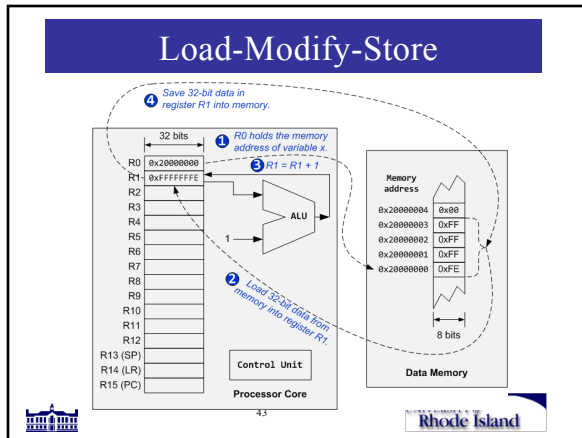 Load-Modify-Store
4 Save 32-bit data in
register R1 into memory.
32 bits
1 R0 holds the memory
address of variable x.
3 R1 = R1 + 1
R0 0x20000000
R1 0xFFFFFFFE
R2
R3
R4
R5
R6
R7
R8
R9
R10
R11
R12
R13 (SP)
R14 (LR)
R15 (PC)
ALU
1
2 Load 32-bit data from
memory into register R1.
Control Unit
Processor Core
Memory
address
0x20000004 0x00
0x20000003 0xFF
0x20000002 0xFF
0x20000001 0xFF
0x20000000 0xFE
8 bits
Data Memory
43
Rhode Island